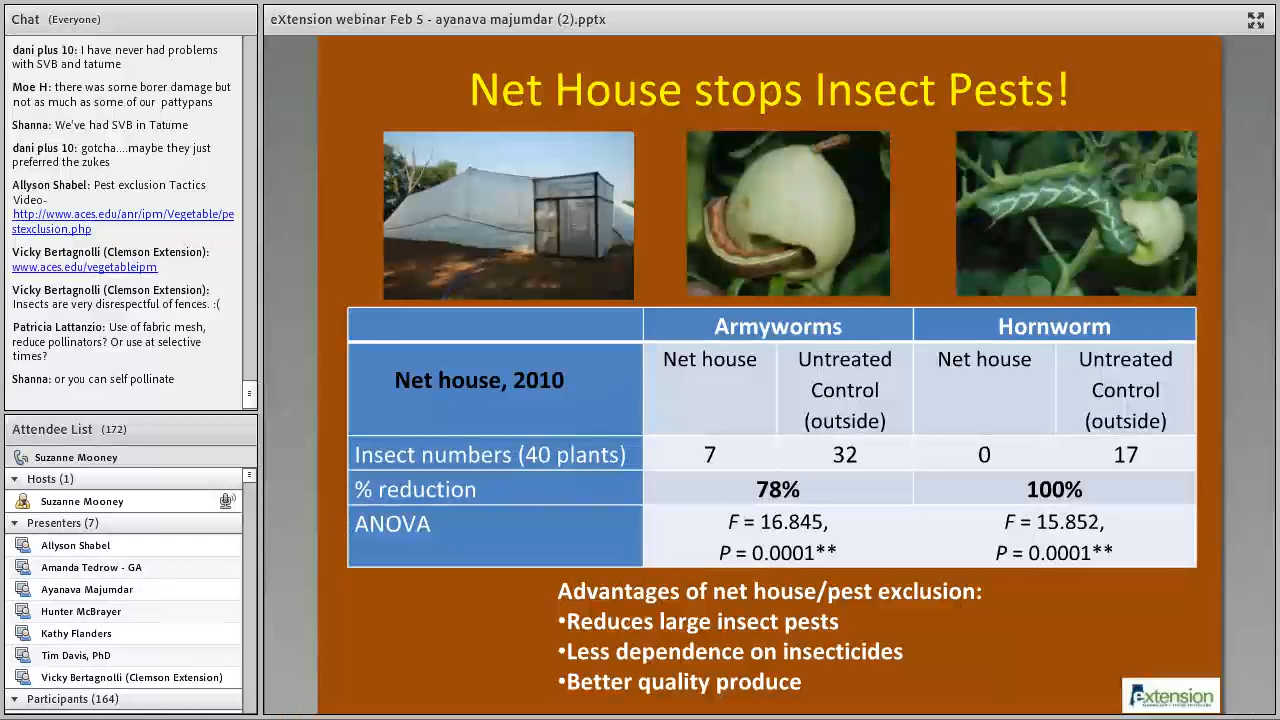 Chat (Everyone)
dani plus 10: I have never had problems
with SVB and tatume
Moe H: there was some borer damage but
not as much as some of our pattypans
Shanna: We've had SVB in Tatume
dani plus 10: gotcha....maybe they just
preferred the zukes
Allyson Shabel: Pest exclusion Tactics
Video-
http://www.aces.edu/anr/ipm/Vegetable/pe
stexclusion.php
Vicky Bertagnolli (Clemson Extension):
www.aces.edu/vegetableipm
Vicky Bertagnolli (Clemson Extension):
Insects are very disrespectful of fences. :(
Patricia Lattanzio: Use of fabric mesh,
reduce pollinators? Or use at selective
times?
Shanna: or you can self pollinate
Attendee List (172)
Suzanne Mooney
Hosts (1)
Suzanne Mooney
Presenters (7)
Allyson Shabel
Amanda Tedrow - GA
Ayanava Majumdar
Hunter McBrayer
Kathy Flanders
Tim Davis, PhD
Vicky Bertagnolli (Clemson Extension)
Participants (164)
eXtension webinar Feb 5 - ayanava majumdar (2).pptx
Net House stops Insect Pests!
Armyworms Hornworm
Net house, 2010
Net house
Untreated
Control
(outside)
Net house
Untreated
Control
(outside)
Insect numbers (40 plants) 7 32 0 17
% reduction 78% 100%
ANOVA
F = 16.845,
P = 0.0001**
F = 15.852,
P = 0.0001**
Advantages of net house/pest exclusion:
•Reduces large insect pests
•Less dependence on insecticides
•Better quality produce
eXtension